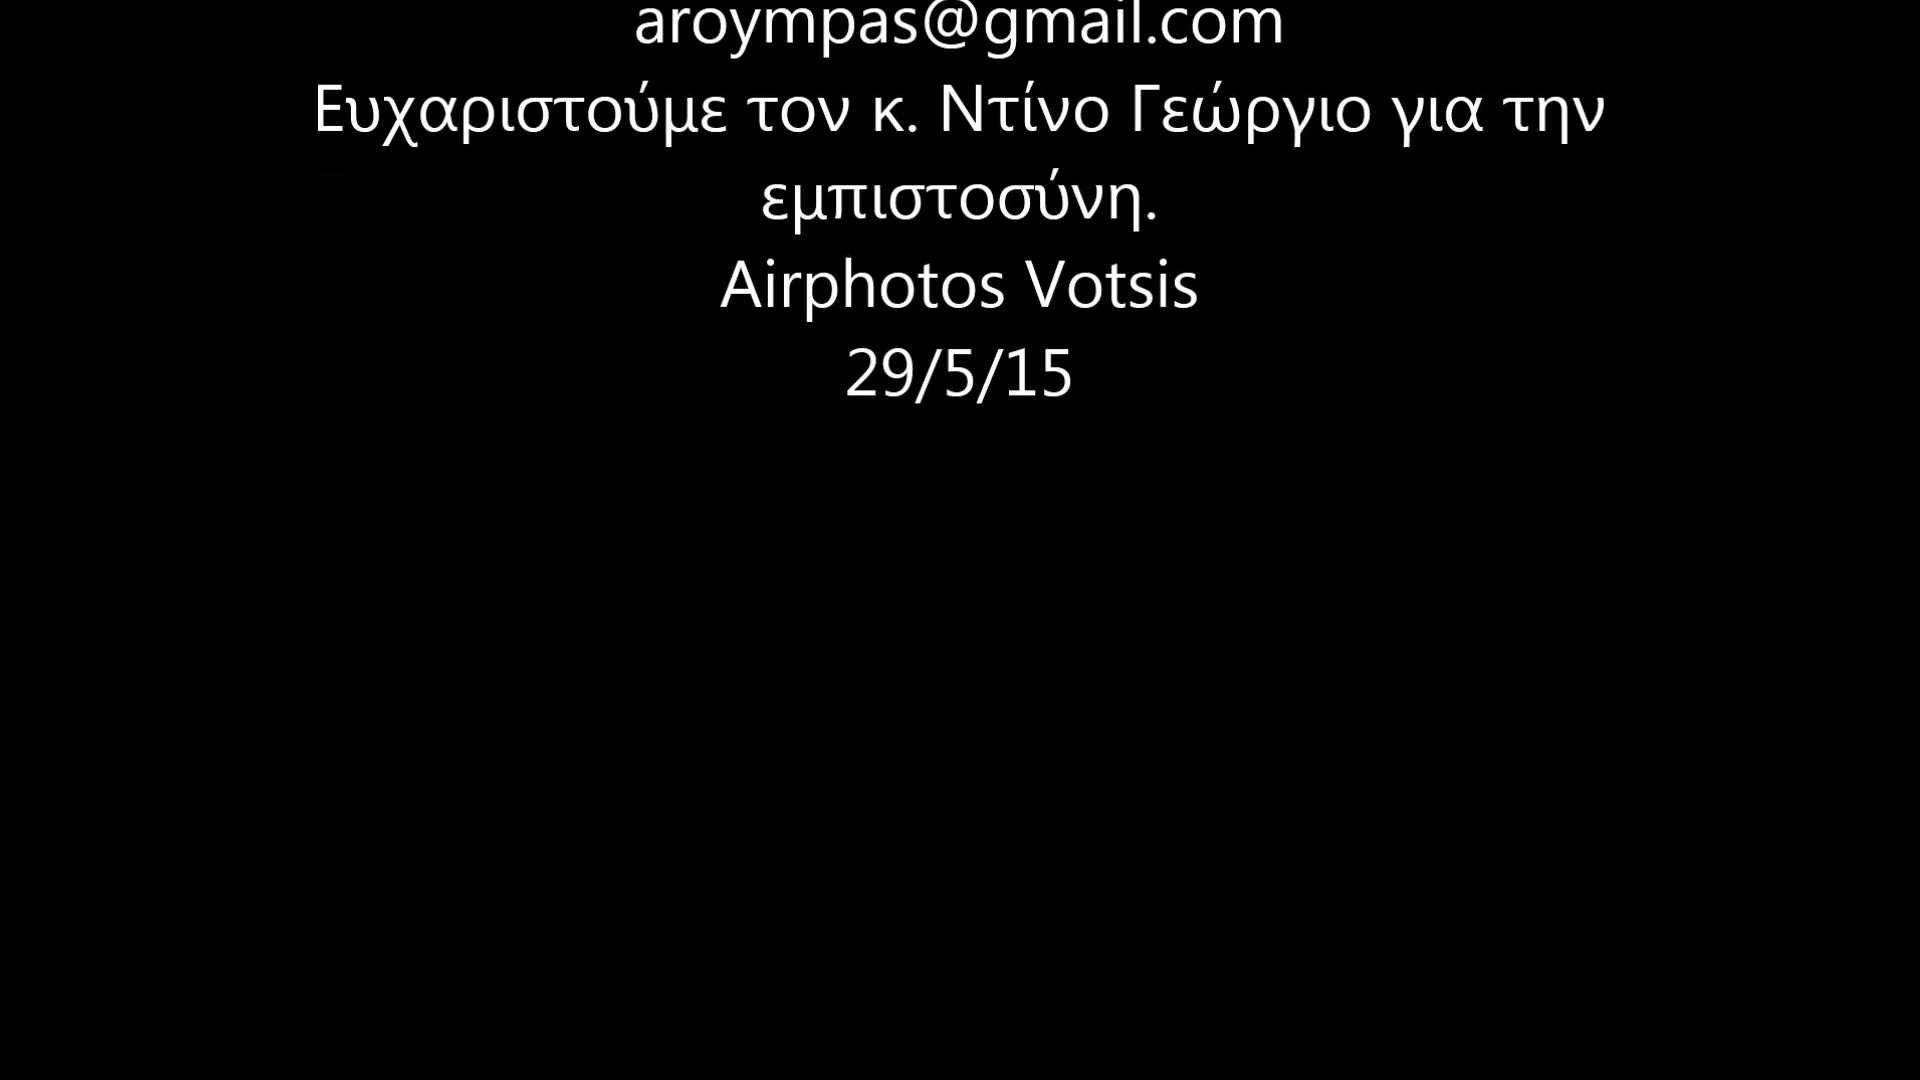 aroympas@gmail.com
Ευχαριστούμε τον κ. Ντίνο Γεώργιο για την
εμπιστοσύνη.
Airphotos Votsis
29/5/15